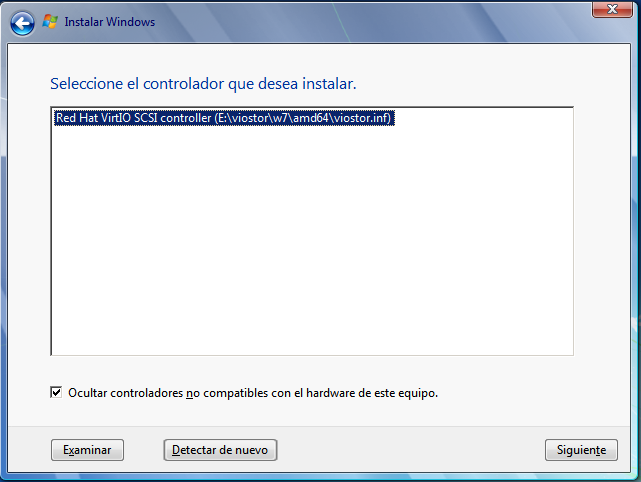 Instalar Windows
Seleccione el controlador que desea instalar.
Red Hat VirtIO SCSI controller (E:\viostor\w7\amd64\viostor.inf)
Ocultar controladores no compatibles con el hardware de este equipo.
Examinar
Detectar de nuevo
Siguiente